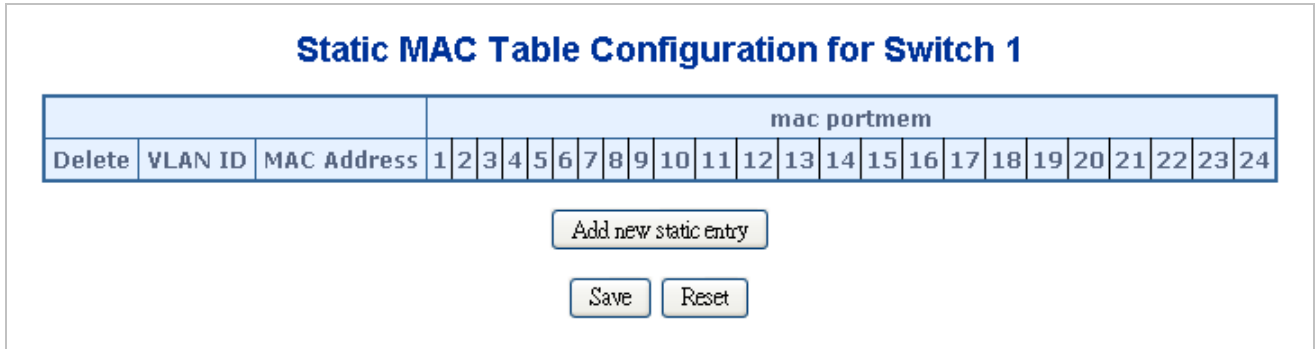 Static MAC Table Configuration for Switch 1
mac portmem
Delete VLAN ID MAC Address 1 2 3 4 5 6 7 8 9 10 11 12 13 14 15 16 17 18 19 20 21 22 23 24
Add new static entry
Save Reset